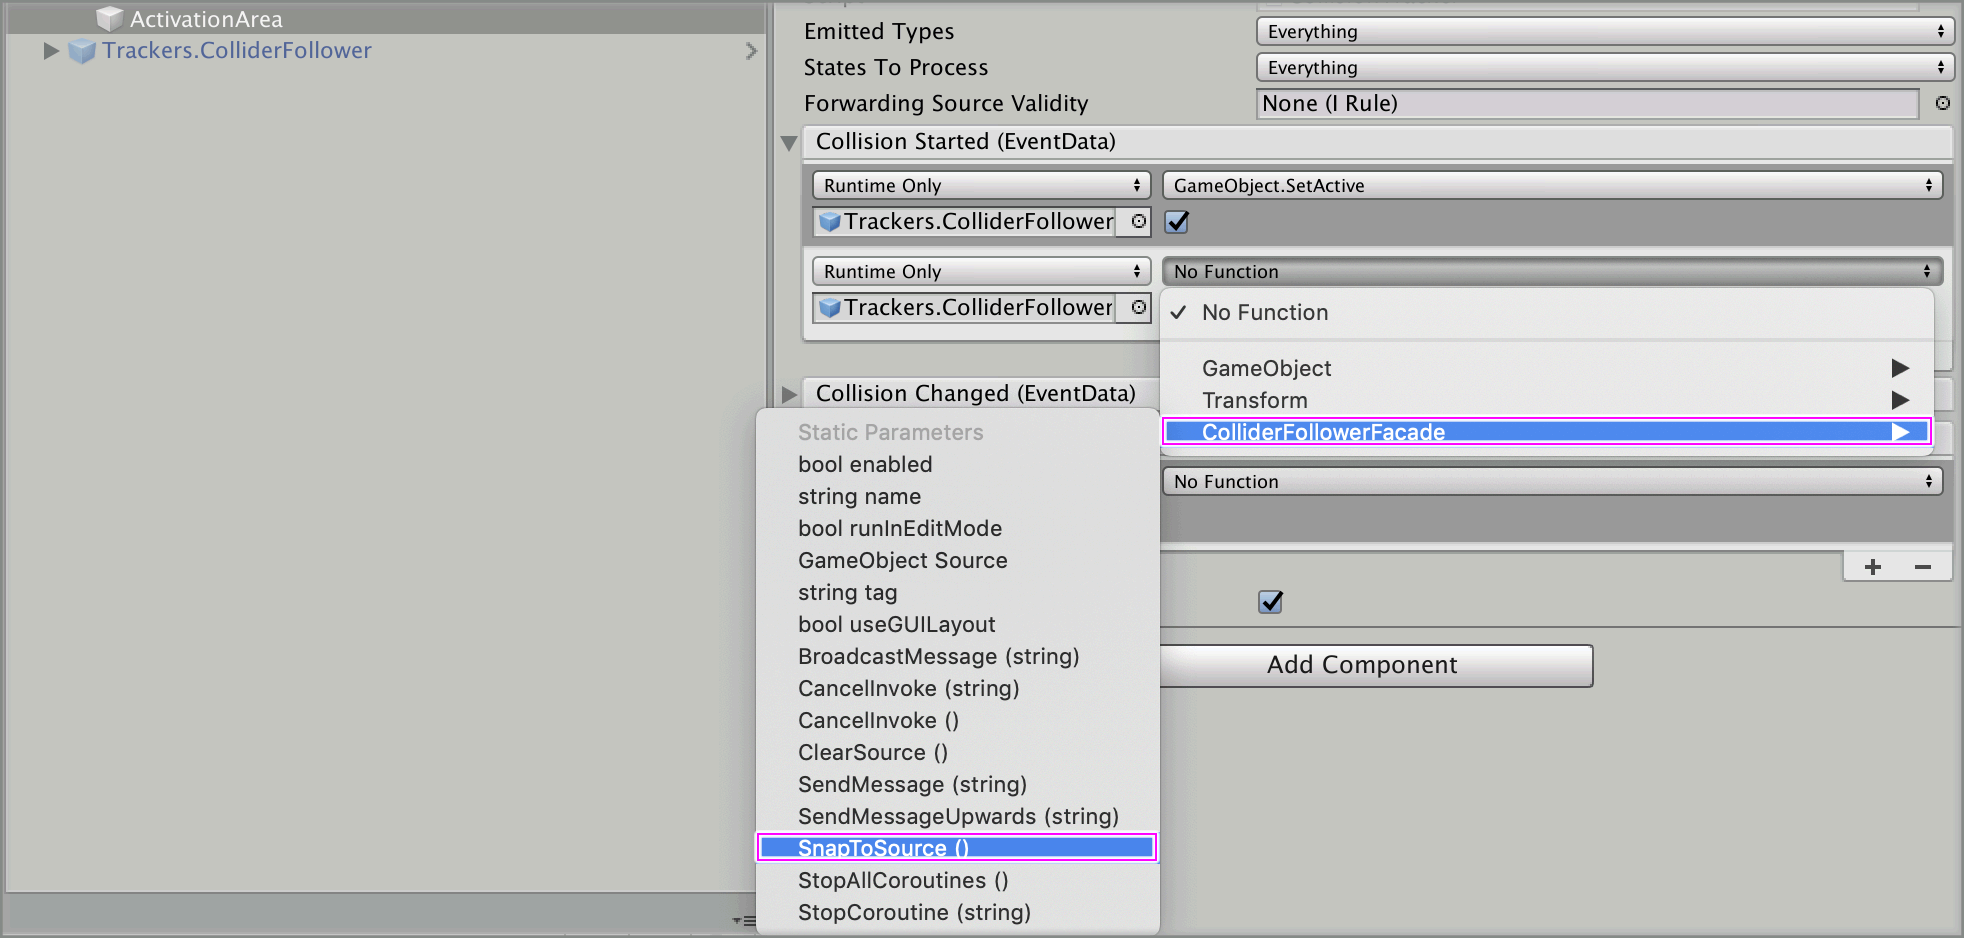 ActivationArea
Trackers.ColliderFollower
Emitted Types
Everything
States To Process
Everything
Forwarding Source Validity
None (I Rule)
Collision Started (EventData)
Runtime Only
GameObject.SetActive
Trackers.ColliderFollower
Runtime Only
No Function
Trackers.ColliderFollower
No Function
GameObject
Transform
ColliderFollowerFacade
Collision Changed (EventData)
No Function
Static Parameters
bool enabled
string name
bool runInEditMode
GameObject Source
string tag
bool useGUILayout
BroadcastMessage (string)
CancelInvoke (string)
CancelInvoke ()
ClearSource ()
SendMessage (string)
SendMessageUpwards (string)
SnapToSource ()
StopAllCoroutines ()
StopCoroutine (string)
Add Component